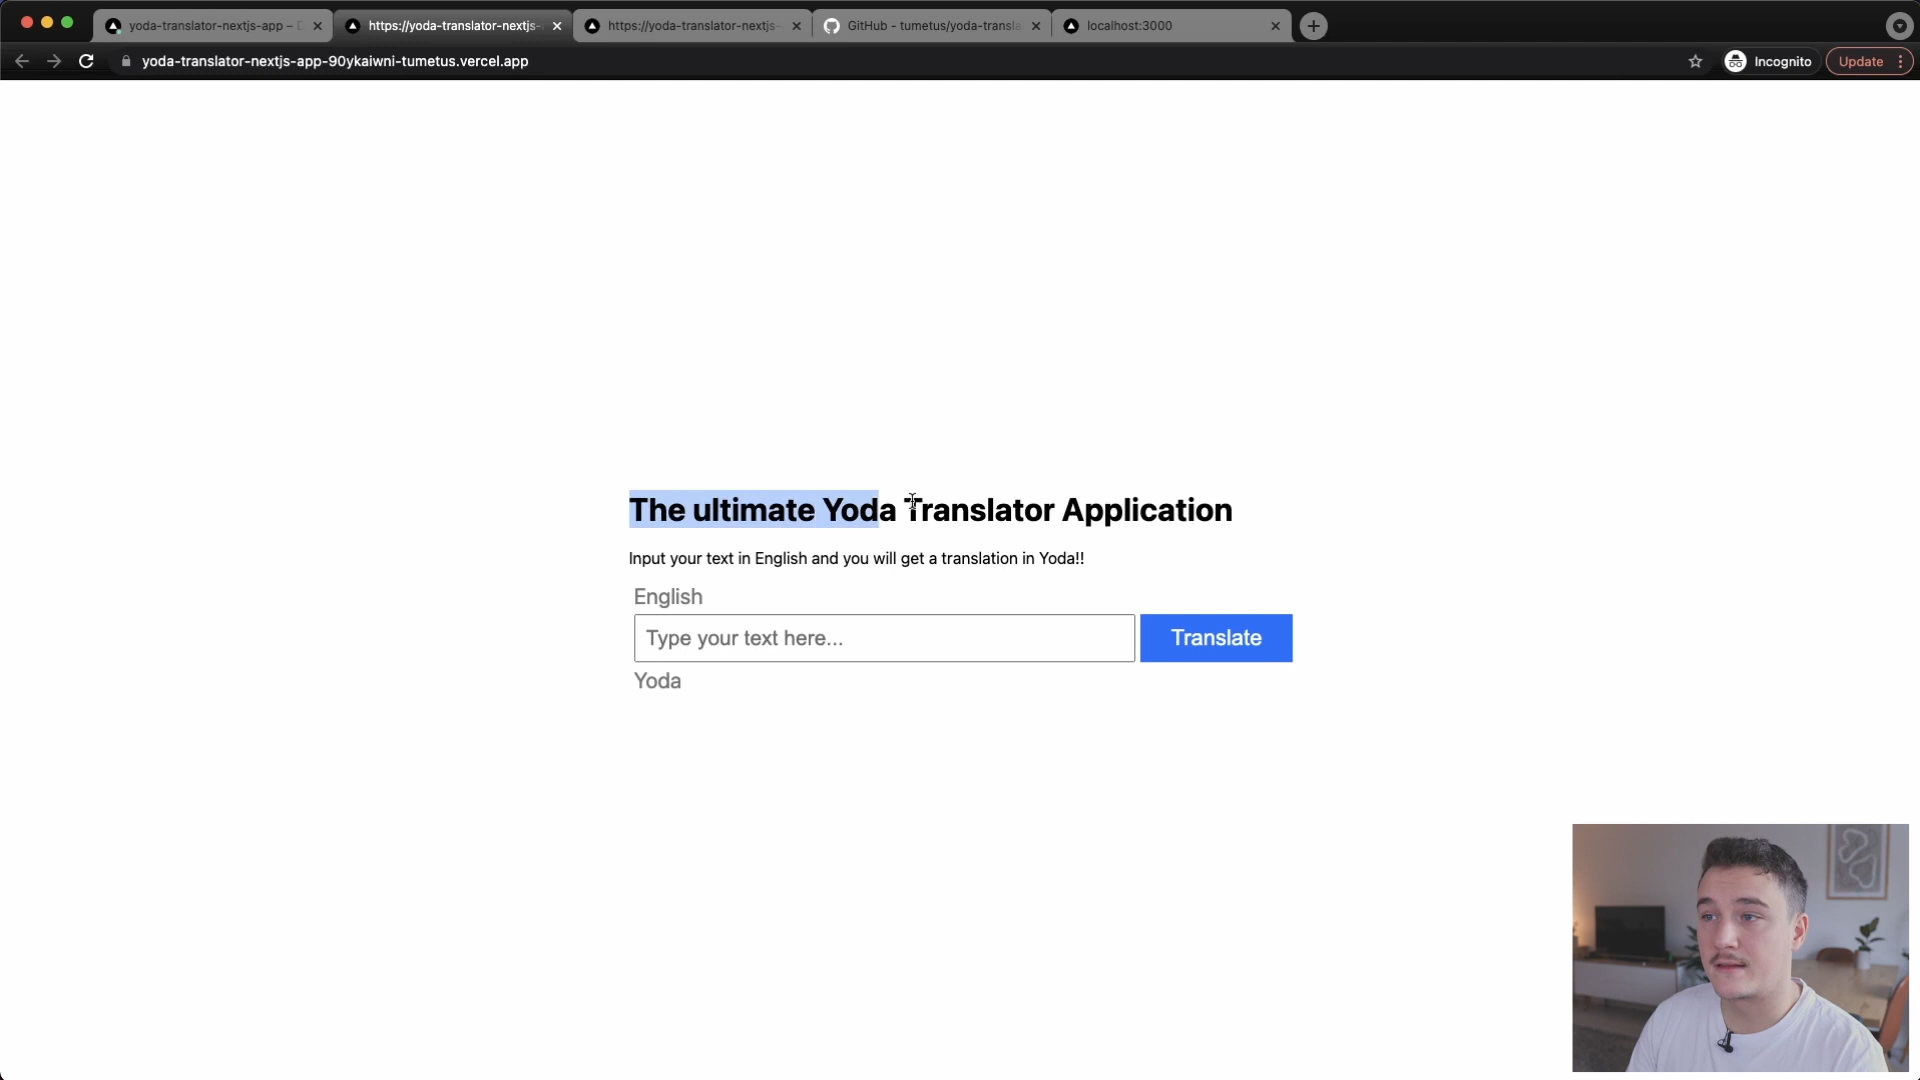 yoda-translator-nextjs-app – D
https://yoda-translator-nextjs-
https://yoda-translator-nextjs-
GitHub - tumetus/yoda-transla
localhost:3000
yoda-translator-nextjs-app-90ykaiwni-tumetus.vercel.app
Incognito
Update
The ultimate Yoda Translator Application
Input your text in English and you will get a translation in Yoda!!
English
Type your text here...
Translate
Yoda